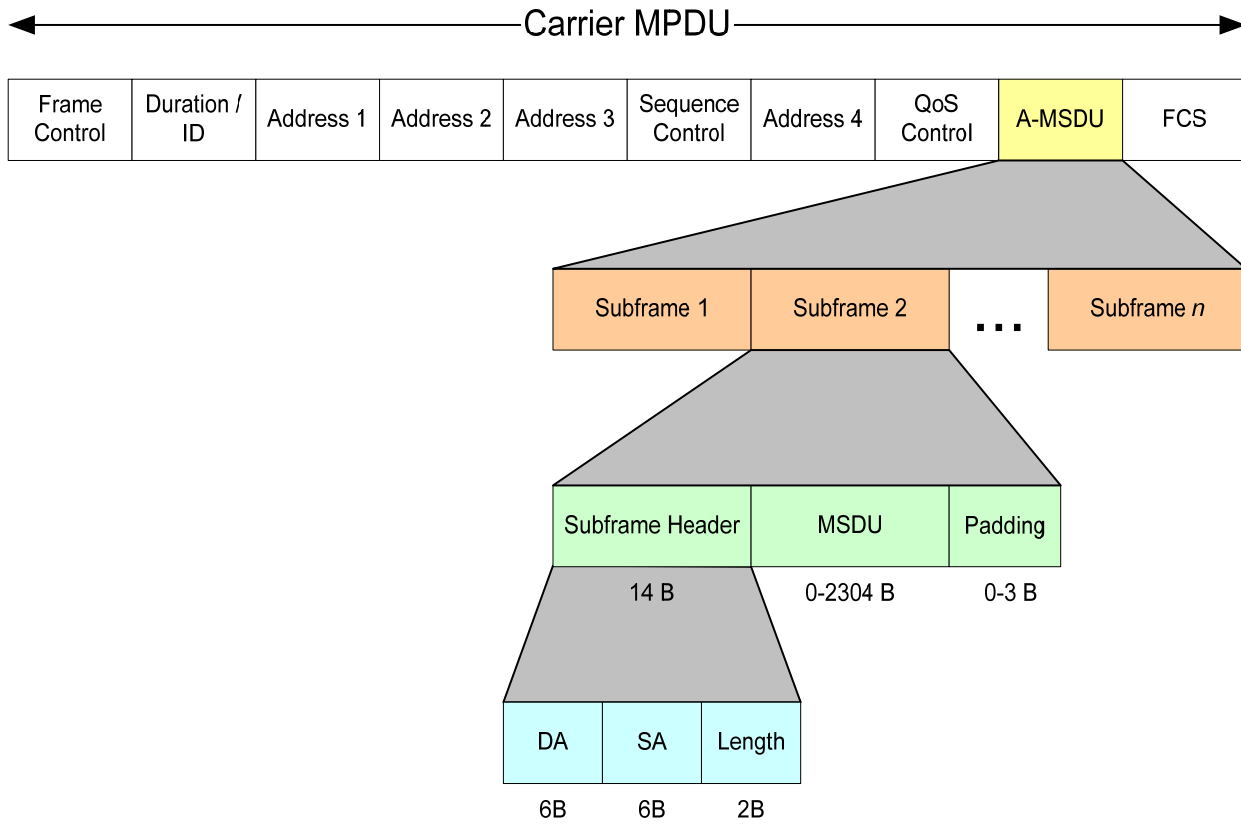 Carrier MPDU
Frame Control
Duration / ID
Address 1
Address 2
Address 3
Sequence Control
Address 4
QoS Control
A-MSDU
FCS
Subframe 1
Subframe 2
...
Subframe n
Subframe Header
MSDU
Padding
14 B
0-2304 B
0-3 B
DA
SA
Length
6B
6B
2B